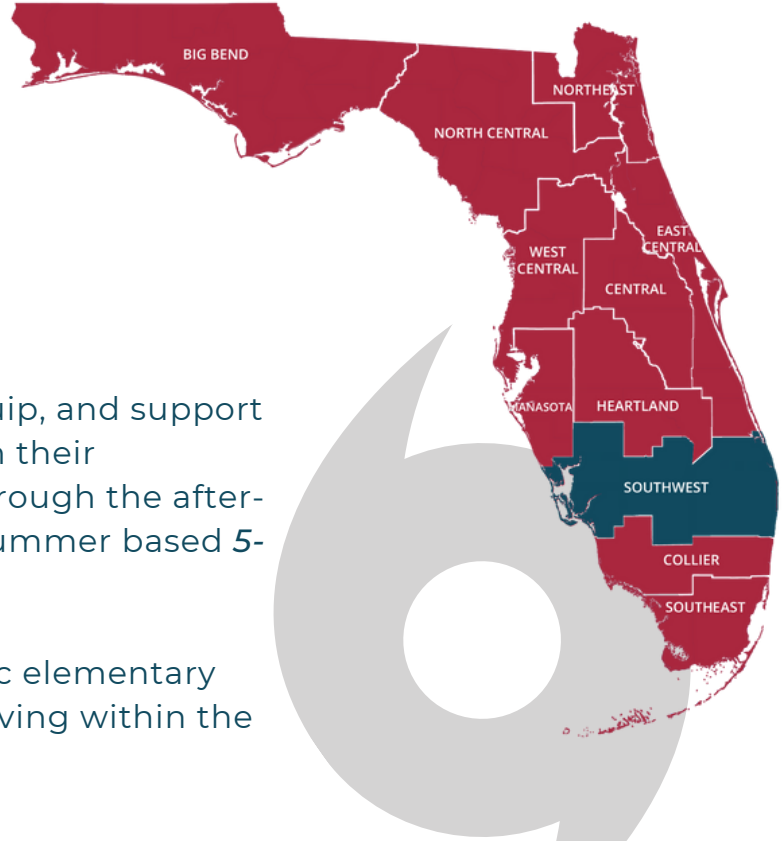 BIG BEND
NORTHEAST
NORTH CENTRAL
EAST
CENTRAL
WEST
CENTRAL
CENTRAL
MANASOTA
HEARTLAND
SOUTHWEST
COLLIER
SOUTHEAST
uip, and support
n their
rough the after-
ummer based 5-
c elementary
ving within the